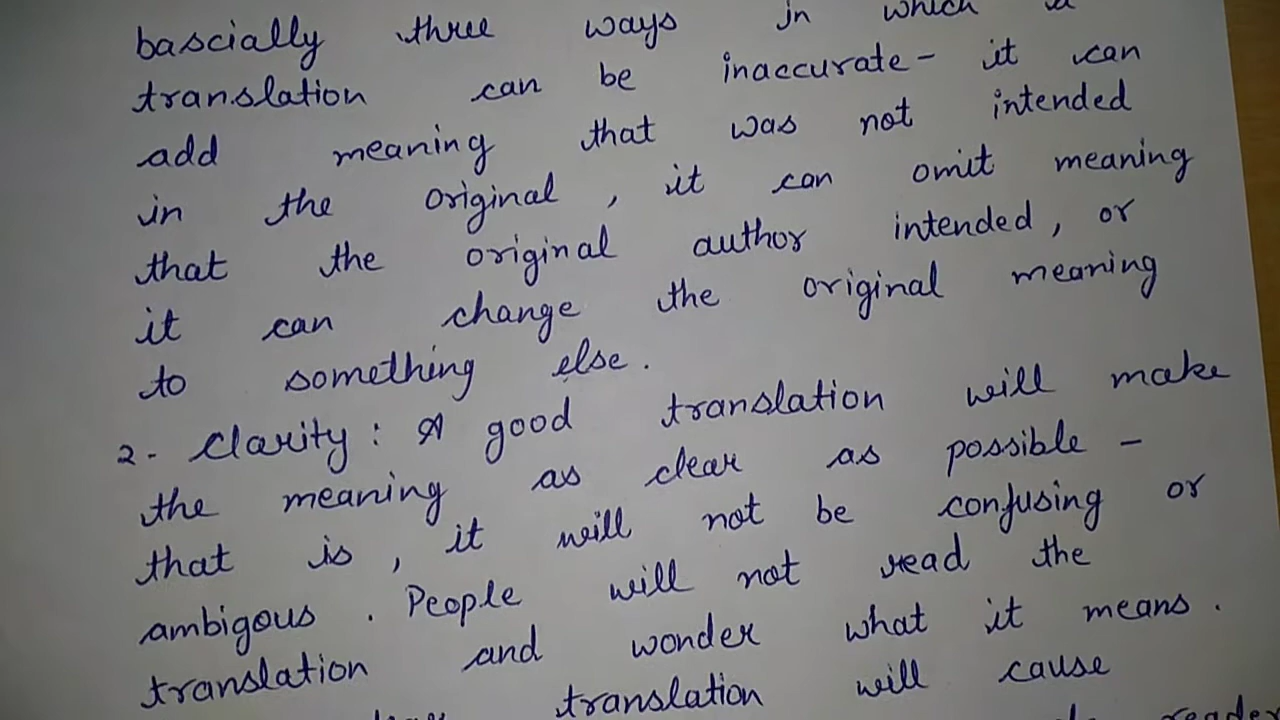 bascially three ways in which a
translation can be inaccurate - it can
add meaning that was not intended
in the original , it can omit meaning
that the original author intended , or
it can change the original meaning
to something else .
2 - Clarity : A good translation will make
the meaning as clear as possible -
that is , it will not be confusing or
ambigous . People will not read the
translation and wonder what it means .
translation will cause
reader